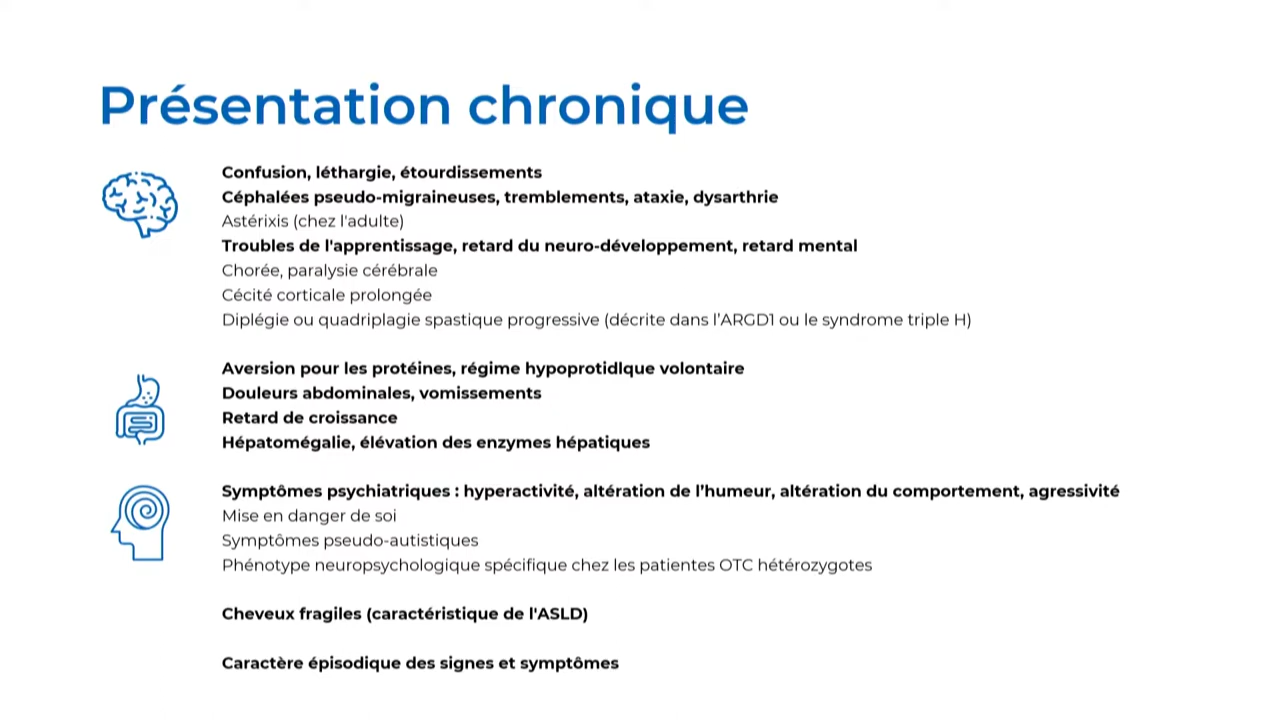 Présentation chronique
Confusion, léthargie, étourdissements
Céphalées pseudo-migraineuses, tremblements, ataxie, dysarthrie
Astérixis (chez l'adulte)
Troubles de l'apprentissage, retard du neuro-développement, retard mental
Chorée, paralysie cérébrale
Cécité corticale prolongée
Diplégie ou quadriplagie spastique progressive (décrite dans l’ARGD1 ou le syndrome triple H)
Aversion pour les protéines, régime hypoprotidIque volontaire
Douleurs abdominales, vomissements
Retard de croissance
Hépatomégalie, élévation des enzymes hépatiques
Symptômes psychiatriques : hyperactivité, altération de l’humeur, altération du comportement, agressivité
Mise en danger de soi
Symptômes pseudo-autistiques
Phénotype neuropsychologique spécifique chez les patientes OTC hétérozygotes
Cheveux fragiles (caractéristique de l'ASLD)
Caractère épisodique des signes et symptômes